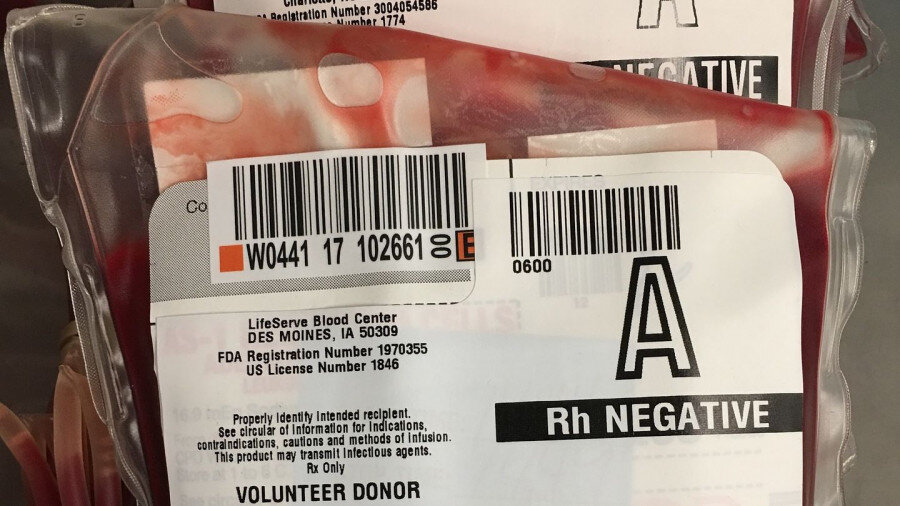 Charlotte,
FDA Registration Number 3004054586
Number 1774
A
NEGATIVE
Co
W0441 17 102661 00 E
0600
A
Rh NEGATIVE
LifeServe Blood Center
DES MOINES, IA 50309
FDA Registration Number 1970355
US License Number 1846
Properly Identify Intended recipient.
See circular of Information for Indications,
contraindications, cautions and methods of infusion.
This product may transmit Infectious agents.
Rx Only
VOLUNTEER DONOR